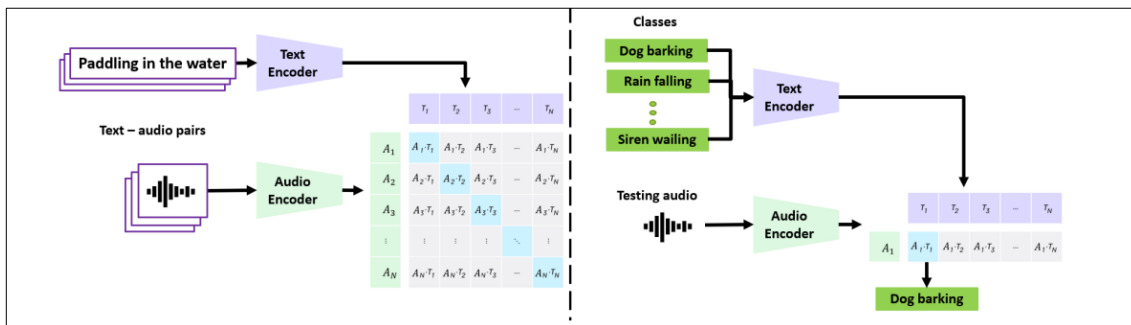 Paddling in the water
Text
Encoder
Text – audio pairs
Audio
Encoder
T1 T2 T3 ... TN
A1 A1·T1 A1·T2 A1·T3 ... A1·TN
A2 A2·T1 A2·T2 A2·T3 ... A2·TN
A3 A3·T1 A3·T2 A3·T3 ... A3·TN
⋮ ⋮ ⋮ ⋮ ⋱ ⋮
AN AN·T1 AN·T2 AN·T3 ... AN·TN
Classes
Dog barking
Rain falling
Siren wailing
Text
Encoder
Testing audio
Audio
Encoder
T1 T2 T3 ... TN
A1 A1·T1 A1·T2 A1·T3 ... A1·TN
Dog barking